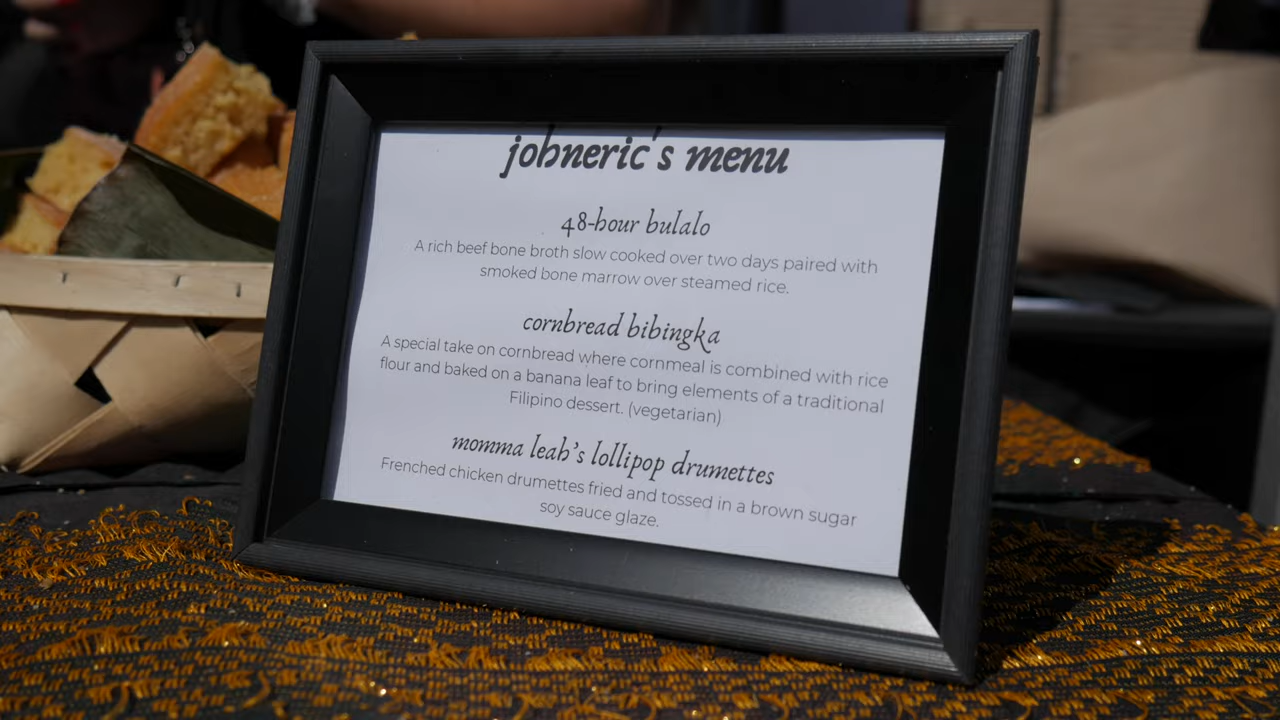 johneric's menu
48-hour bulalo
A rich beef bone broth slow cooked over two days paired with
smoked bone marrow over steamed rice.
cornbread bibingka
A special take on cornbread where cornmeal is combined with rice
flour and baked on a banana leaf to bring elements of a traditional
Filipino dessert. (vegetarian)
momma leah's lollipop drumettes
Frenched chicken drumettes fried and tossed in a brown sugar
soy sauce glaze.